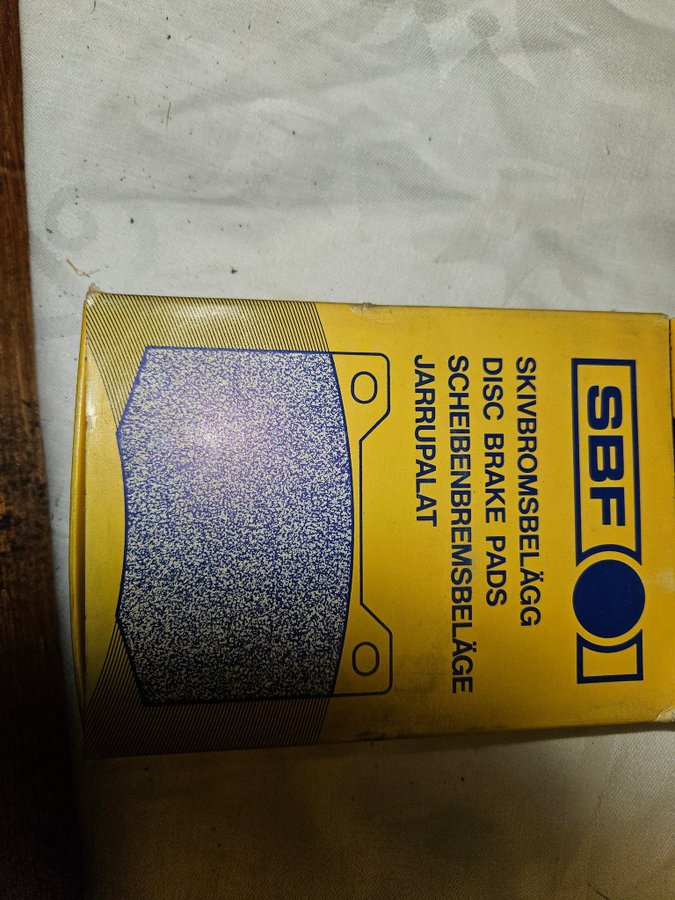 SBF
SKIVBROMSBELÄGG
DISC BRAKE PADS
SCHEIBENBREMSBELÄGE
JARRUPALAT